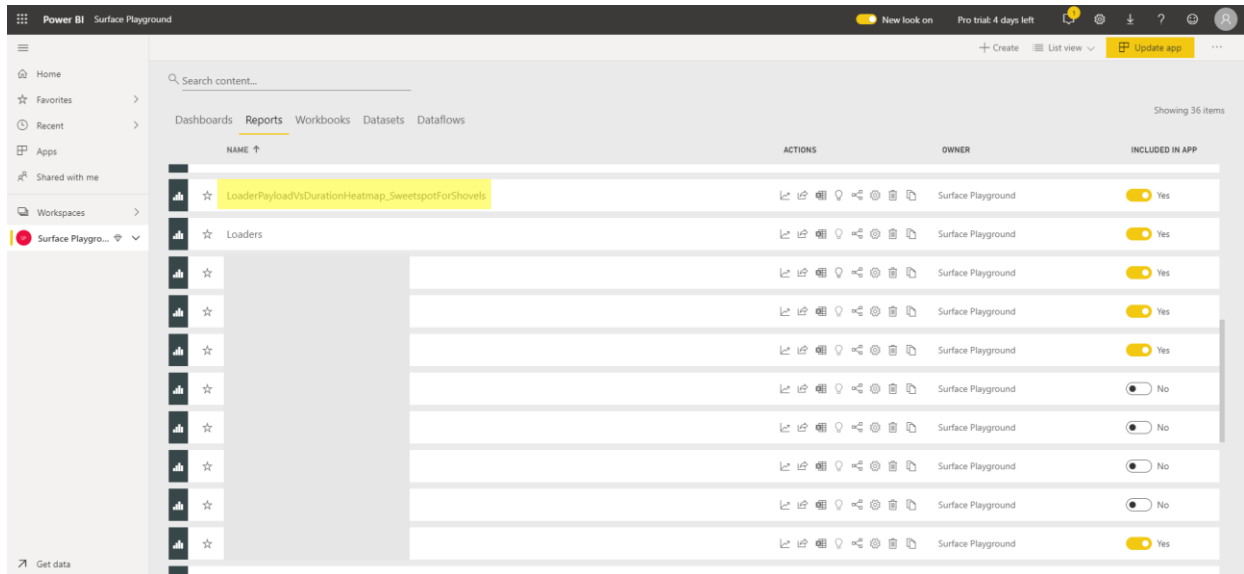 Power BI Surface Playground New look on Pro trial: 4 days left 1 ?
+ Create List view Update app ...
Home
Favorites
Recent
Apps
Shared with me
Workspaces
Surface Playgro...
Get data
Search content...
Showing 36 items
Dashboards Reports Workbooks Datasets Dataflows
NAME ↑ ACTIONS OWNER INCLUDED IN APP
LoaderPayloadVsDurationHeatmap_SweetspotForShovels Surface Playground Yes
Loaders Surface Playground Yes
Surface Playground Yes
Surface Playground Yes
Surface Playground Yes
Surface Playground No
Surface Playground No
Surface Playground No
Surface Playground No
Surface Playground Yes